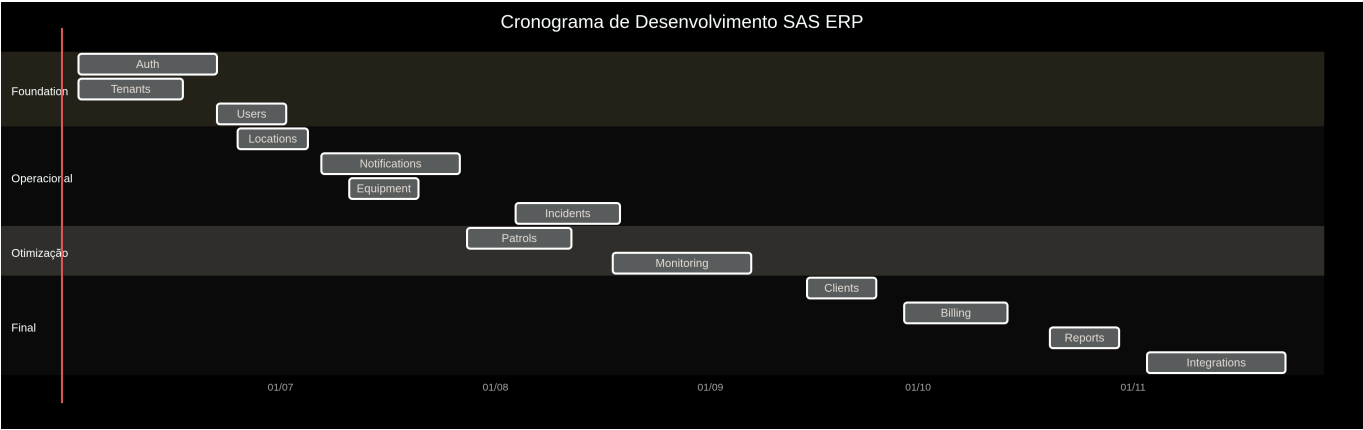 Cronograma de Desenvolvimento SAS ERP
Foundation
Auth
Tenants
Users
Operacional
Locations
Notifications
Equipment
Incidents
Otimização
Patrols
Monitoring
Final
Clients
Billing
Reports
Integrations
01/07
01/08
01/09
01/10
01/11